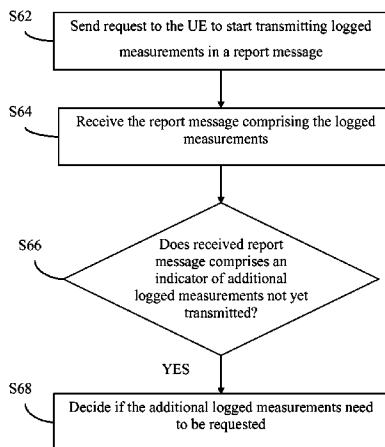 S62
Send request to the UE to start transmitting logged
measurements in a report message
S64
Receive the report message comprising the logged
measurements
S66
Does received report
message comprises an
indicator of additional
logged measurements not yet
transmitted?
YES
S68
Decide if the additional logged measurements need
to be requested